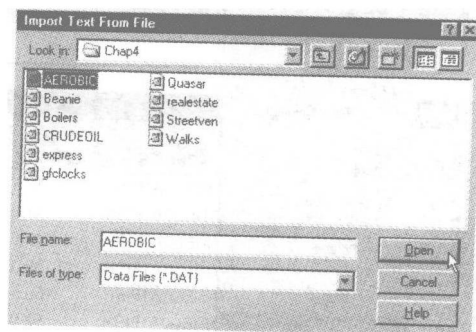 Import Text From File
Look in: Chap4
AEROBIC
Beanie
Boilers
CRUDEOIL
express
gfclocks
Quasar
realestate
Streetven
Walks
File name: AEROBIC
Open
Files of type: Data Files (*.DAT)
Cancel
Help